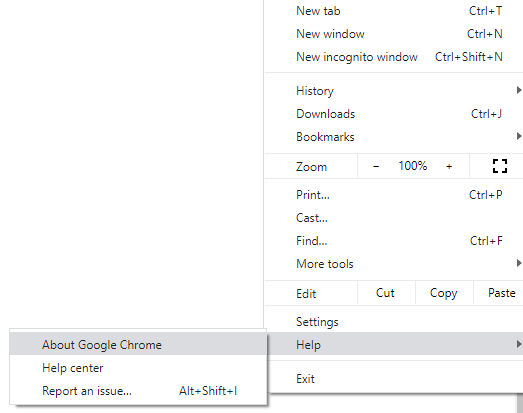 New tab Ctrl+T
New window Ctrl+N
New incognito window Ctrl+Shift+N
History
Downloads Ctrl+J
Bookmarks
Zoom − 100% +
Print... Ctrl+P
Cast...
Find... Ctrl+F
More tools
Edit Cut Copy Paste
Settings
Help
About Google Chrome
Help center
Report an issue... Alt+Shift+I
Exit